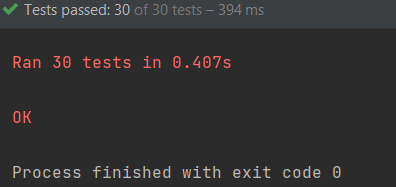 Tests passed: 30 of 30 tests – 394 ms
Ran 30 tests in 0.407s
OK
Process finished with exit code 0